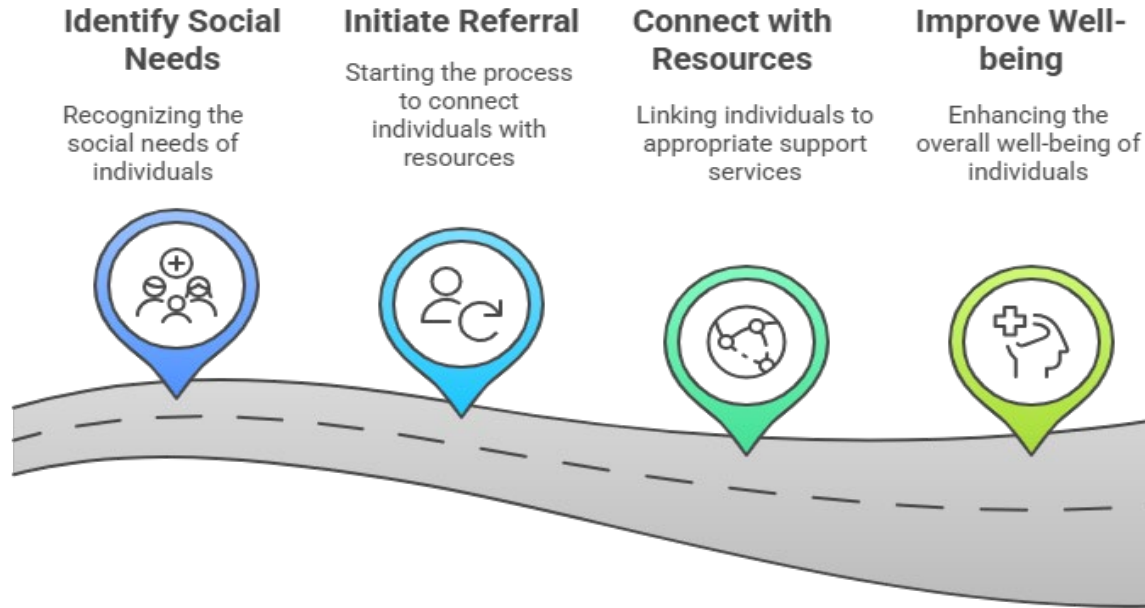 Identify Social
Needs
Recognizing the
social needs of
individuals
Initiate Referral
Starting the process
to connect
individuals with
resources
Connect with
Resources
Linking individuals to
appropriate support
services
Improve Well-
being
Enhancing the
overall well-being of
individuals